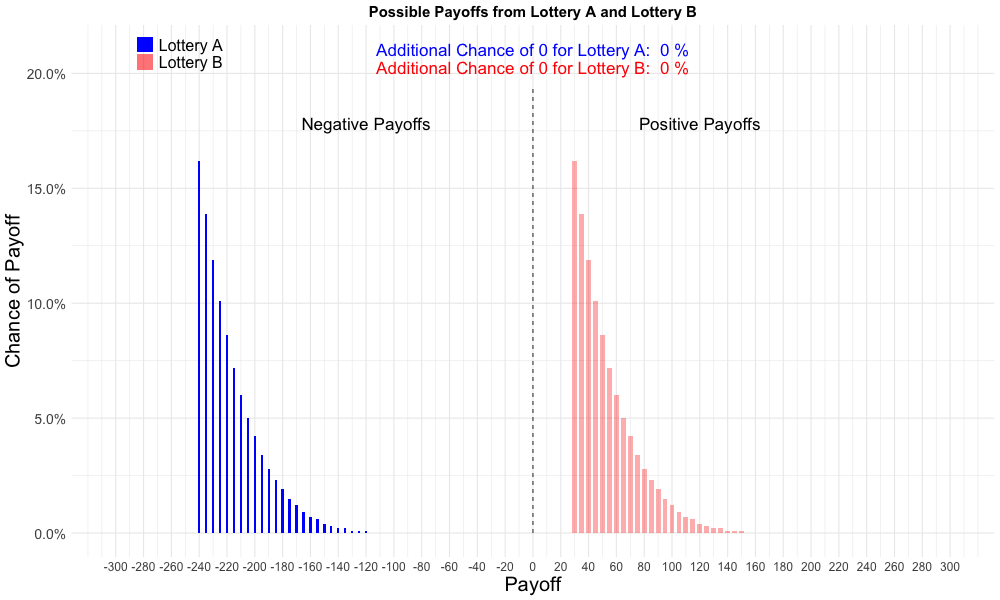 Possible Payoffs from Lottery A and Lottery B
Lottery A
Lottery B
Additional Chance of 0 for Lottery A:  0 %
Additional Chance of 0 for Lottery B:  0 %
Negative Payoffs
Positive Payoffs
Chance of Payoff
20.0%
15.0%
10.0%
5.0%
0.0%
-300 -280 -260 -240 -220 -200 -180 -160 -140 -120 -100 -80 -60 -40 -20 0 20 40 60 80 100 120 140 160 180 200 220 240 260 280 300
Payoff